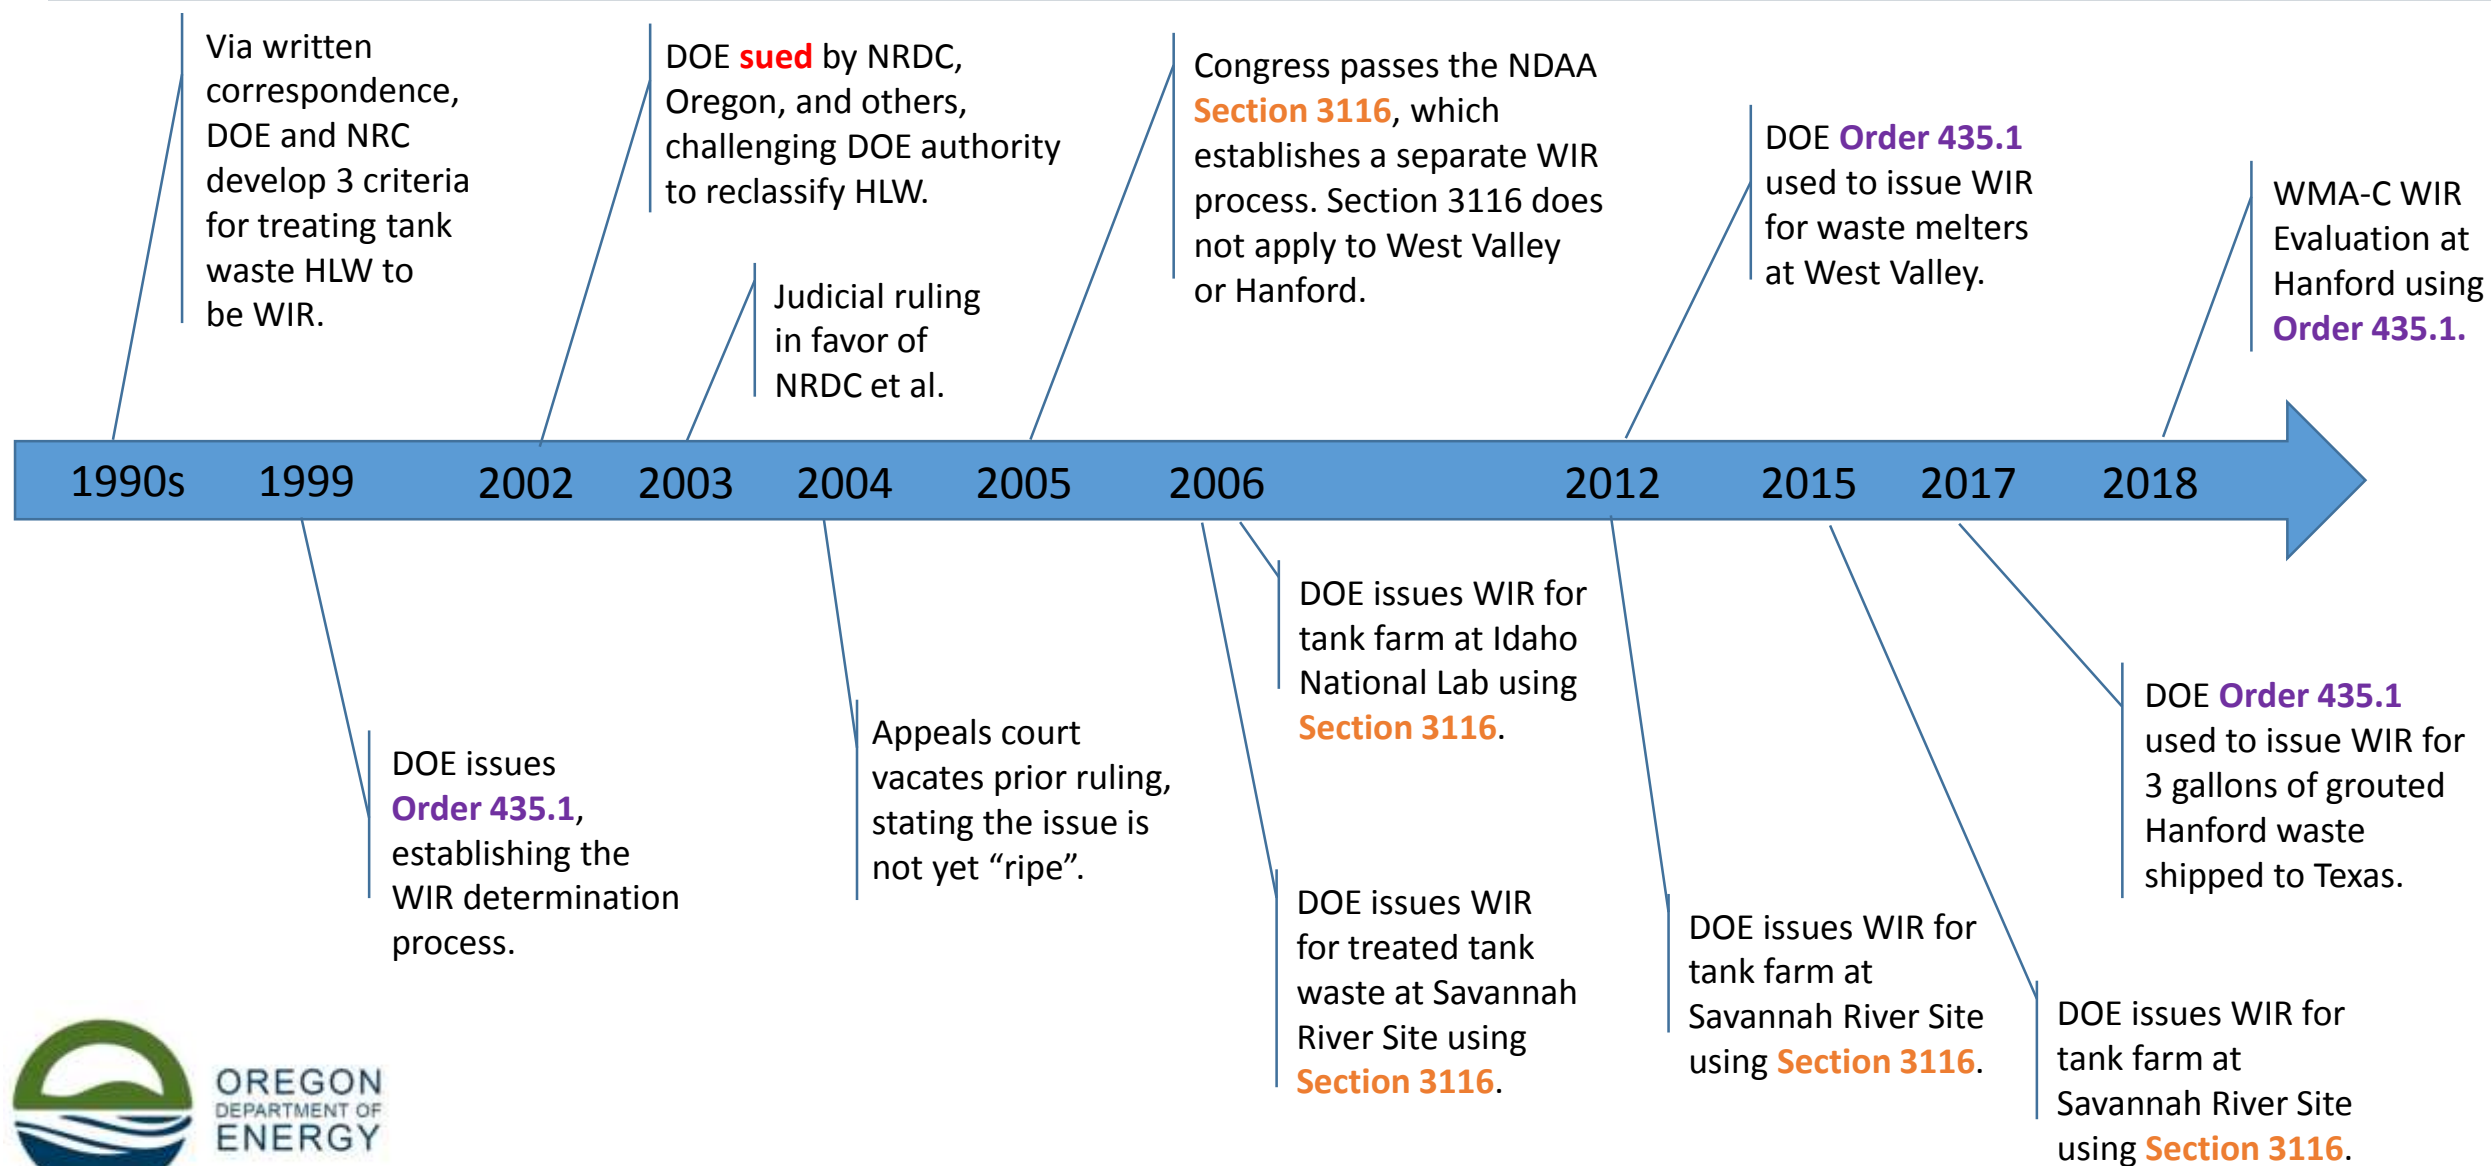 Via written
correspondence,
DOE and NRC
develop 3 criteria
for treating tank
waste HLW to
be WIR.
DOE sued by NRDC,
Oregon, and others,
challenging DOE authority
to reclassify HLW.
Judicial ruling
in favor of
NRDC et al.
Congress passes the NDAA
Section 3116, which
establishes a separate WIR
process. Section 3116 does
not apply to West Valley
or Hanford.
DOE Order 435.1
used to issue WIR
for waste melters
at West Valley.
WMA-C WIR
Evaluation at
Hanford using
Order 435.1.
1990s 1999 2002 2003 2004 2005 2006 2012 2015 2017 2018
DOE issues
Order 435.1,
establishing the
WIR determination
process.
Appeals court
vacates prior ruling,
stating the issue is
not yet “ripe”.
DOE issues WIR for
tank farm at Idaho
National Lab using
Section 3116.
DOE issues WIR
for treated tank
waste at Savannah
River Site using
Section 3116.
DOE issues WIR for
tank farm at
Savannah River Site
using Section 3116.
DOE issues WIR for
tank farm at
Savannah River Site
using Section 3116.
DOE Order 435.1
used to issue WIR for
3 gallons of grouted
Hanford waste
shipped to Texas.
OREGON
DEPARTMENT OF
ENERGY